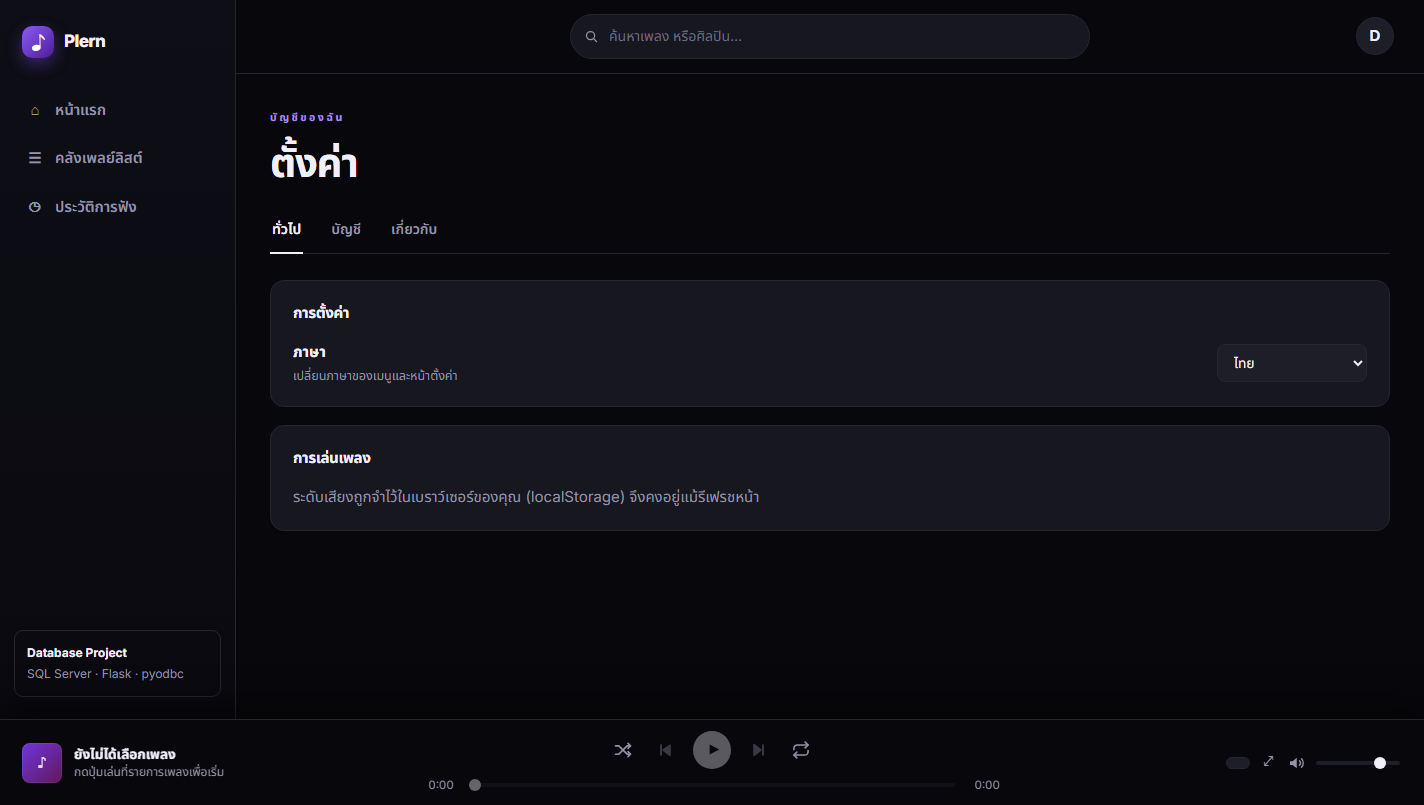 Plern
ค้นหาเพลง หรือศิลปิน...
D
หน้าแรก
คลังเพลย์ลิสต์
ประวัติการฟัง
บัญชีของฉัน
ตั้งค่า
ทั่วไป
บัญชี
เกี่ยวกับ
การตั้งค่า
ภาษา
เปลี่ยนภาษาของเมนูและหน้าตั้งค่า
ไทย
การเล่นเพลง
ระดับเสียงถูกจำไว้ในเบราว์เซอร์ของคุณ (localStorage) จึงคงอยู่แม้รีเฟรชหน้า
Database Project
SQL Server · Flask · pyodbc
ยังไม่ได้เลือกเพลง
กดปุ่มเล่นที่รายการเพลงเพื่อเริ่ม
0:00
0:00